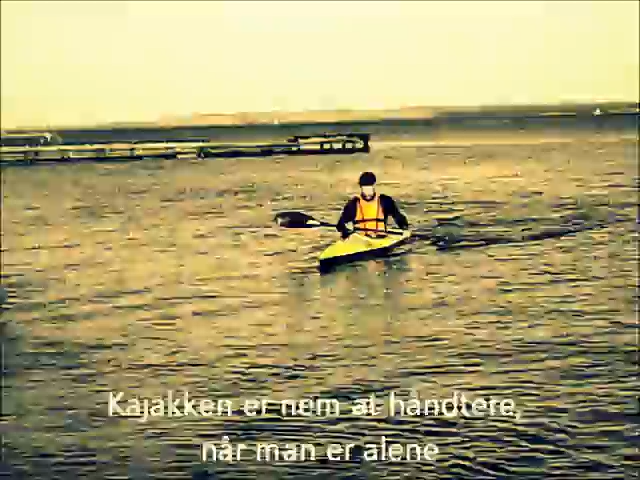 Kajakken er nem at håndtere,
når man er alene